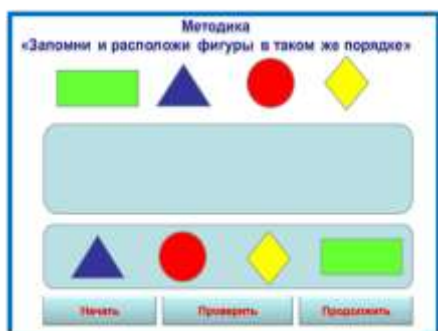 Методика
«Запомни и расположи фигуры в таком же порядке»
Начать
Проверить
Продолжить